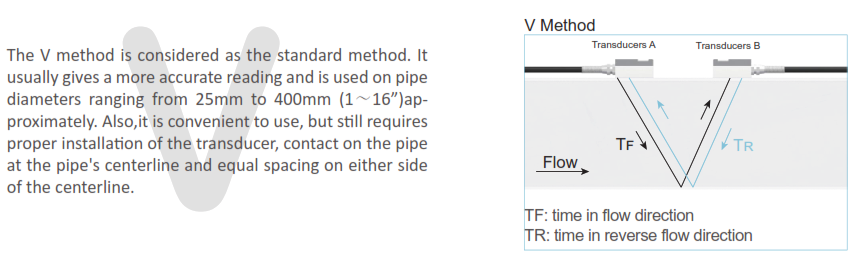 The V method is considered as the standard method. It
usually gives a more accurate reading and is used on pipe
diameters ranging from 25mm to 400mm (1～16″)ap-
proximately. Also,it is convenient to use, but still requires
proper installation of the transducer, contact on the pipe
at the pipe's centerline and equal spacing on either side
of the centerline.
V
V Method
Transducers A
Transducers B
TF
TR
Flow
TF: time in flow direction
TR: time in reverse flow direction